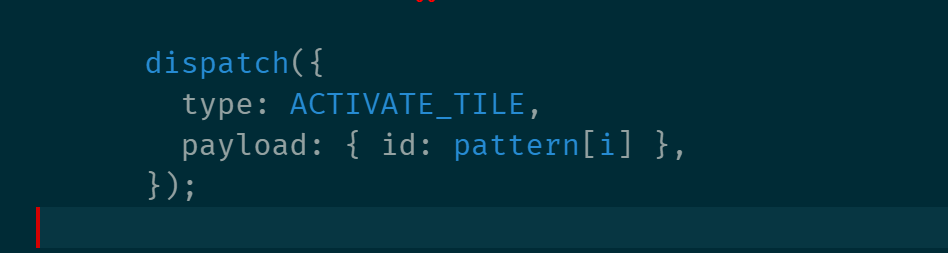 dispatch({
type: ACTIVATE_TILE,
payload: { id: pattern[i] },
});